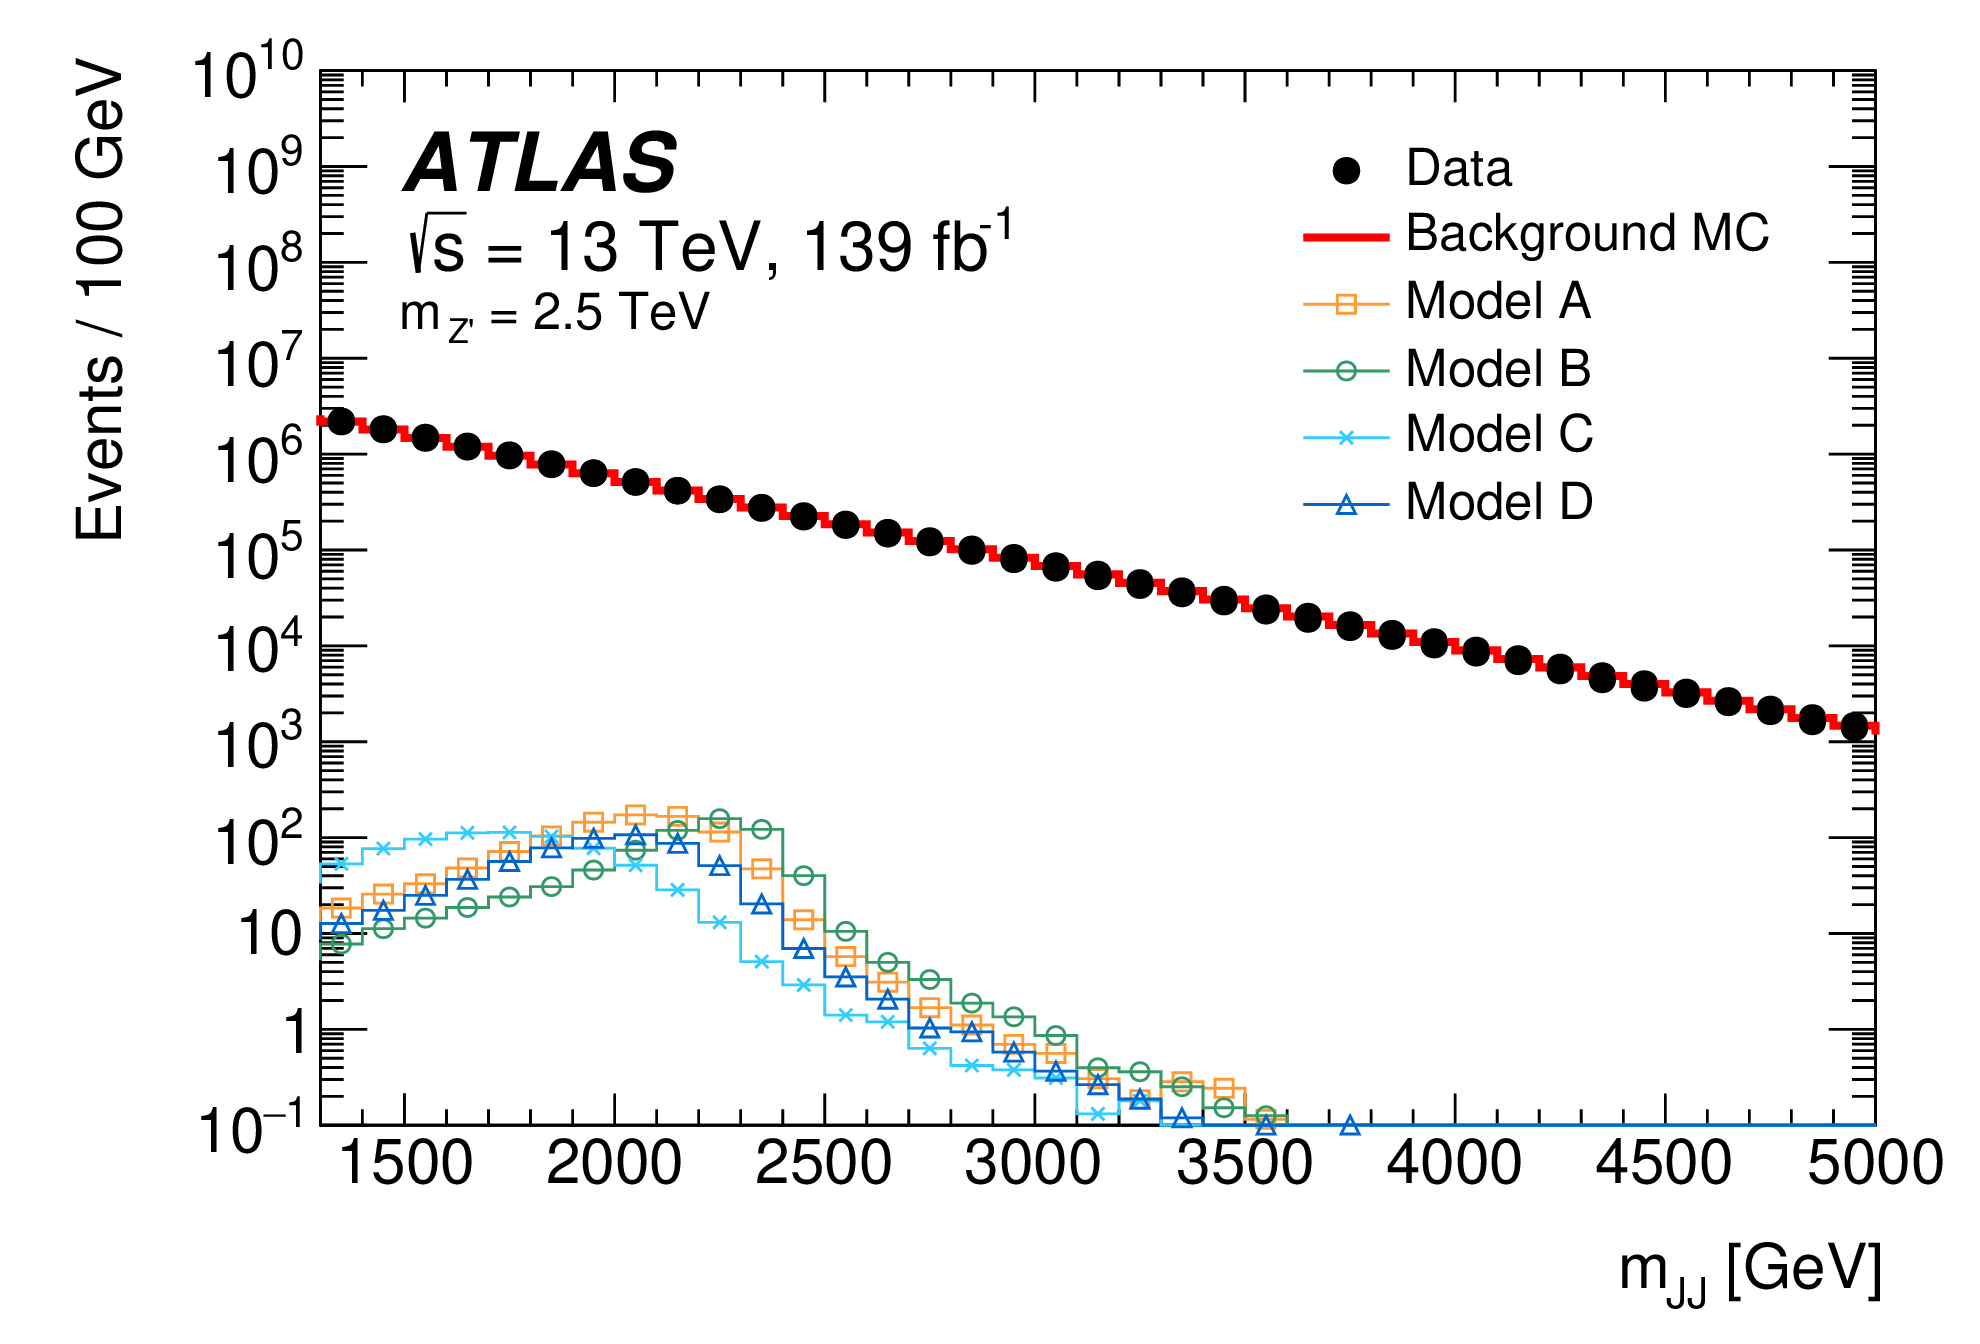 Events / 100 GeV
10^10
10^9
10^8
10^7
10^6
10^5
10^4
10^3
10^2
10
1
10^−1
ATLAS
√s = 13 TeV, 139 fb^-1
m_Z' = 2.5 TeV
Data
Background MC
Model A
Model B
Model C
Model D
1500 2000 2500 3000 3500 4000 4500 5000
m_JJ [GeV]